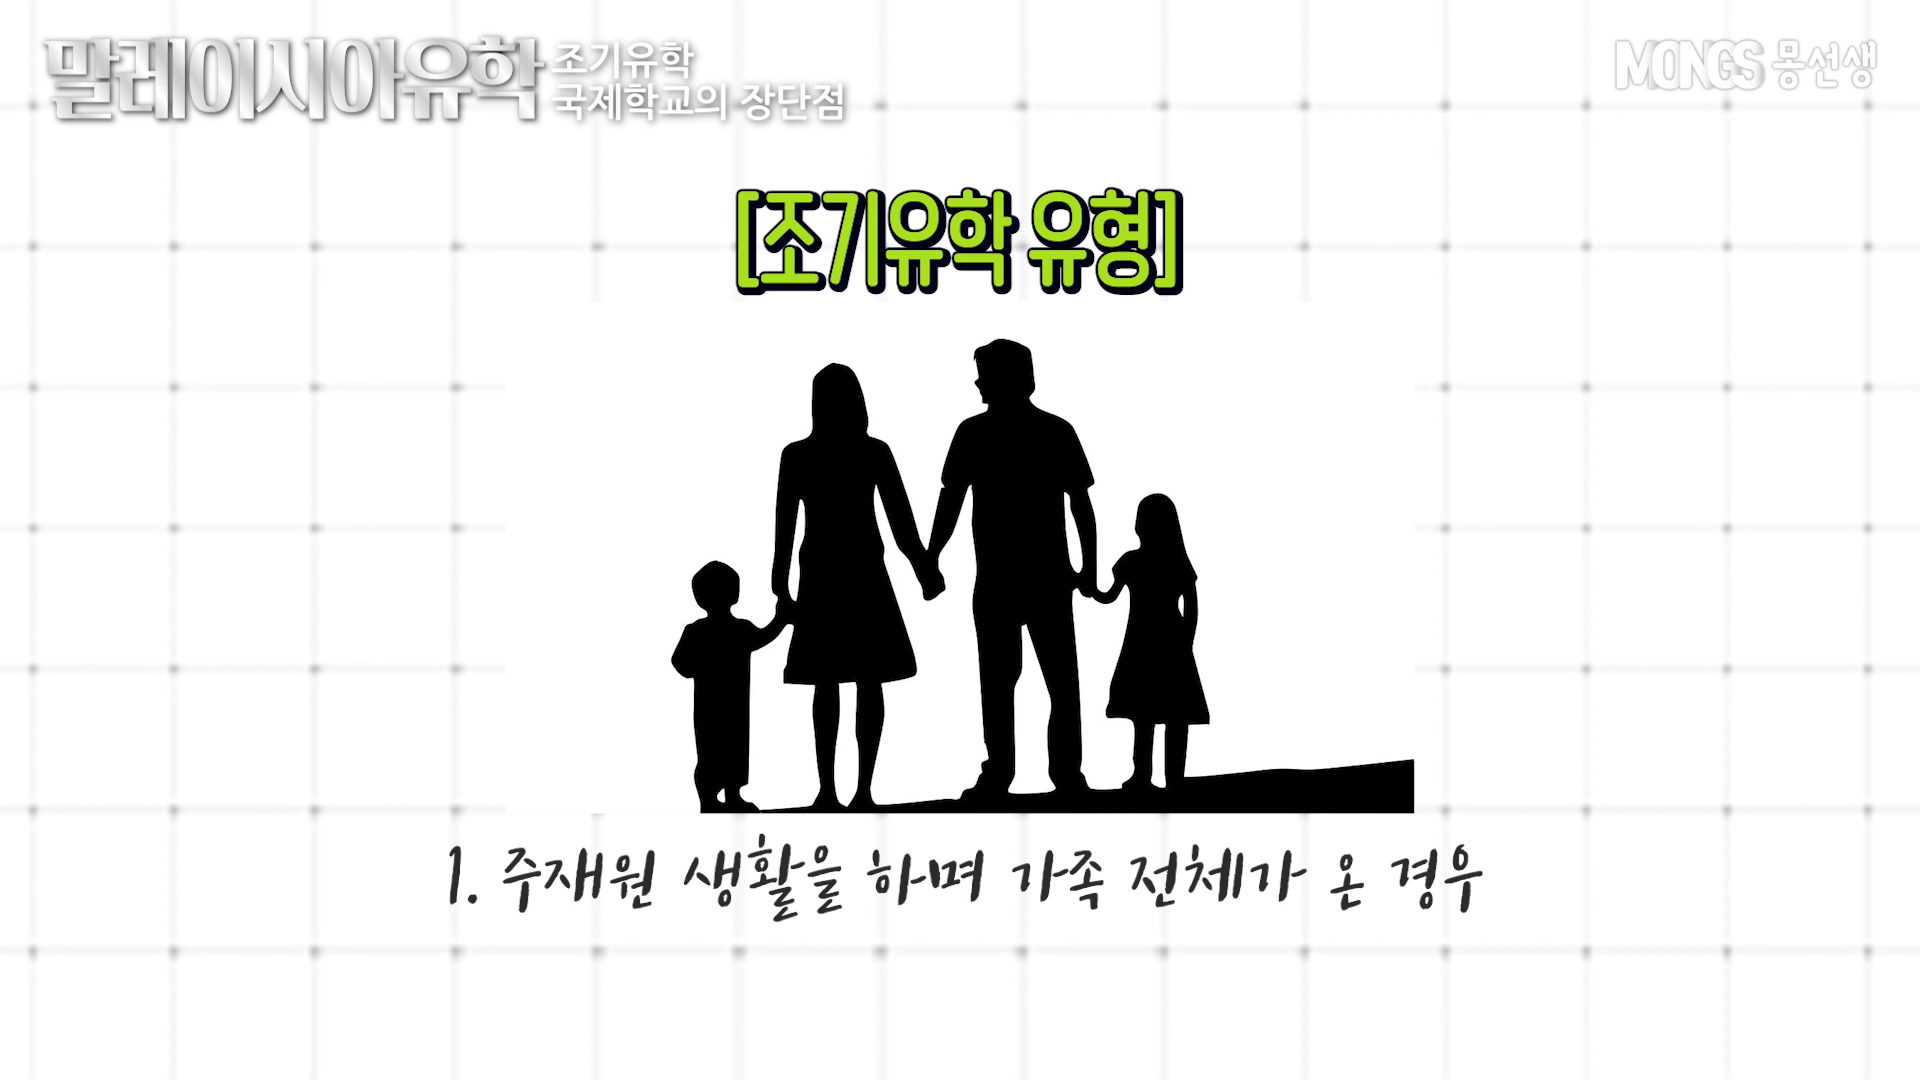 말레이시아유학
조기유학
국제학교의 장단점
MONGS 몽선생
[조기유학 유형]
1. 주재원 생활을 하며 가족 전체가 온 경우